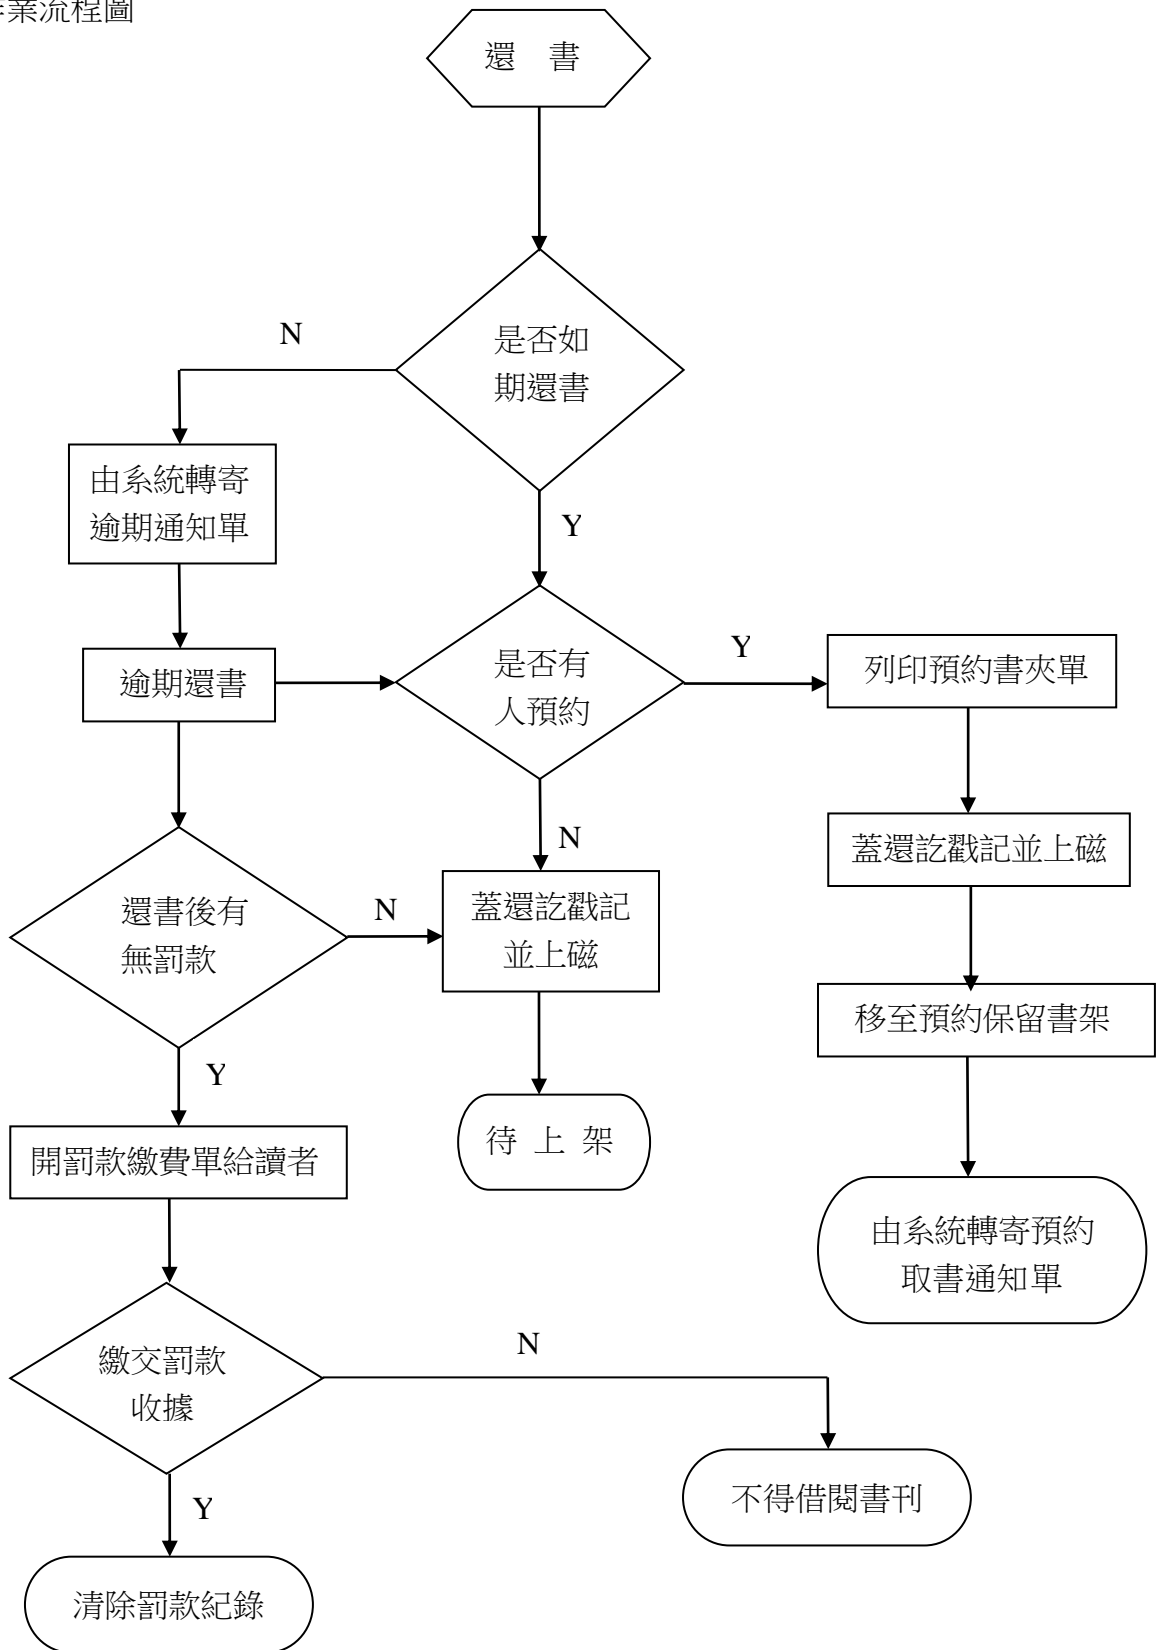 業流程圖
還 書
是否如
期還書
N
Y
由系統轉寄
逾期通知單
逾期還書
是否有
人預約
Y
N
列印預約書夾單
蓋還訖戳記並上磁
移至預約保留書架
由系統轉寄預約
取書通知單
還書後有
無罰款
N
Y
蓋還訖戳記
並上磁
待 上 架
開罰款繳費單給讀者
繳交罰款
收據
N
Y
不得借閱書刊
清除罰款紀錄